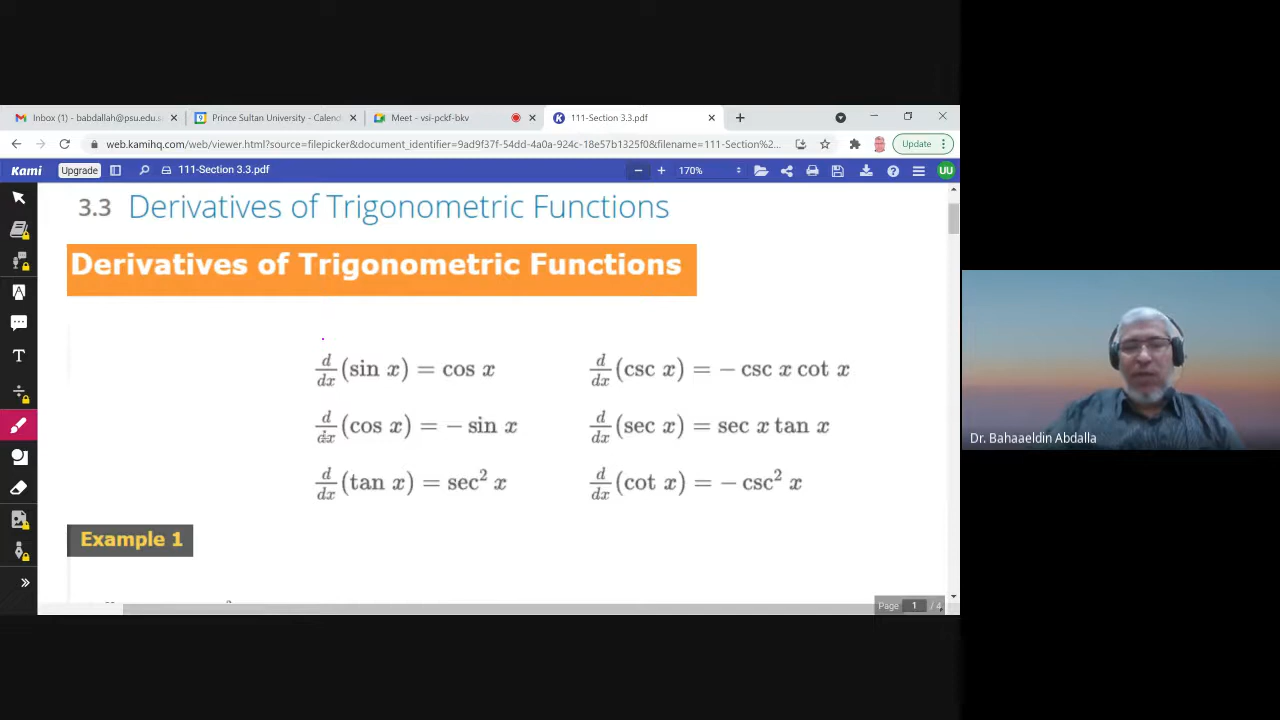 Inbox (1) - babdallah@psu.edu.s
Prince Sultan University - Calend
Meet - vsi-pckf-bkv
111-Section 3.3.pdf
web.kamihq.com/web/viewer.html?source=filepicker&document_identifier=9ad9f37f-54dd-4a0a-924c-18e57b1325f0&filename=111-Section%2...
Update
Kami
Upgrade
111-Section 3.3.pdf
170%
UU
3.3 Derivatives of Trigonometric Functions
Derivatives of Trigonometric Functions
d/dx (sin x) = cos x
d/dx (csc x) = − csc x cot x
d/dx (cos x) = − sin x
d/dx (sec x) = sec x tan x
d/dx (tan x) = sec² x
d/dx (cot x) = − csc² x
Example 1
Page 1 / 4
Dr. Bahaaeldin Abdalla